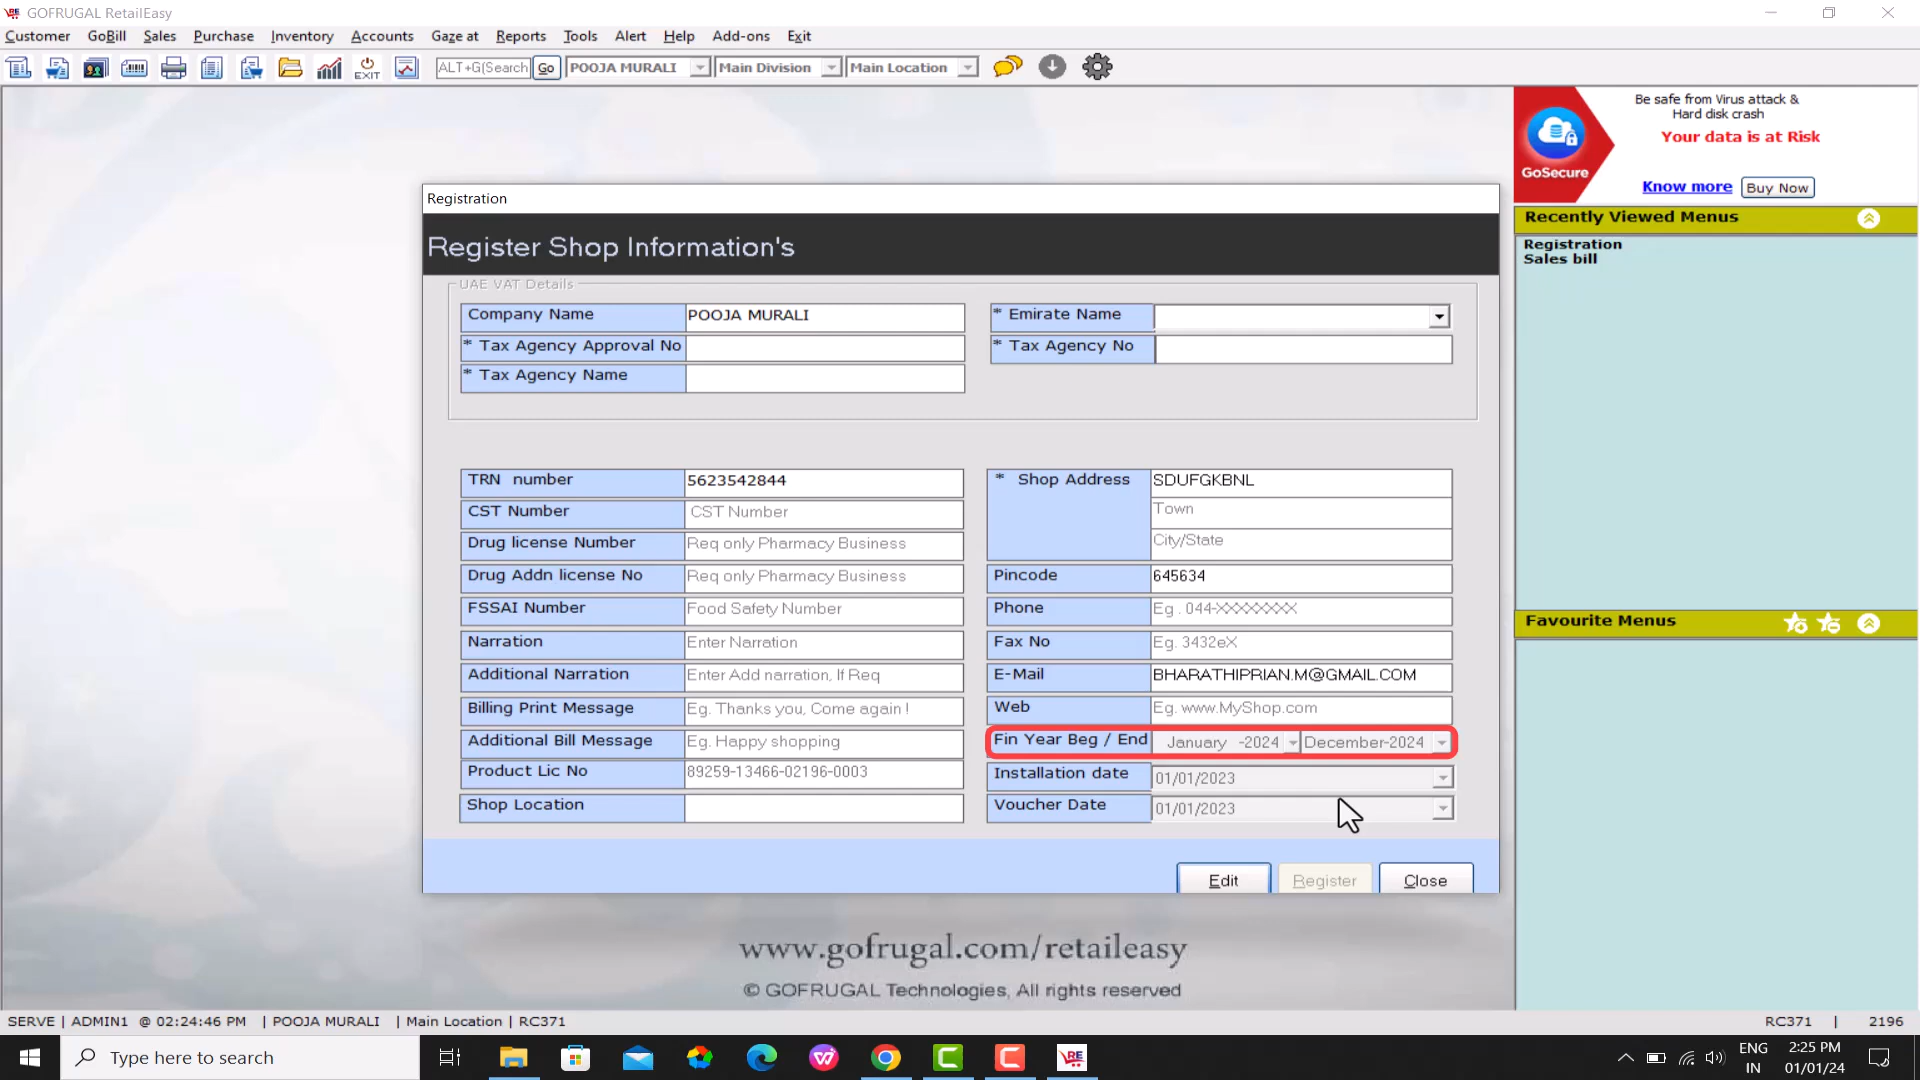 GOFRUGAL RetailEasy
Customer GoBill Sales Purchase Inventory Accounts Gaze at Reports Tools Alert Help Add-ons Exit
EXIT ALT+G(Search Go POOJA MURALI Main Division Main Location
Be safe from Virus attack &
Hard disk crash
Your data is at Risk
GoSecure
Know more Buy Now
Recently Viewed Menus
Registration
Sales bill
Favourite Menus
Registration
Register Shop Information's
UAE VAT Details
Company Name POOJA MURALI * Emirate Name
* Tax Agency Approval No * Tax Agency No
* Tax Agency Name
TRN number 5623542844 * Shop Address SDUFGKBNL
CST Number CST Number Town
Drug license Number Req only Pharmacy Business City/State
Drug Addn license No Req only Pharmacy Business Pincode 645634
FSSAI Number Food Safety Number Phone Eg . 044-XXXXXXXX
Narration Enter Narration Fax No Eg. 3432eX
Additional Narration Enter Add narration, If Req E-Mail BHARATHIPRIAN.M@GMAIL.COM
Billing Print Message Eg. Thanks you, Come again ! Web Eg. www.MyShop.com
Additional Bill Message Eg. Happy shopping Fin Year Beg / End January -2024 December-2024
Product Lic No 89259-13466-02196-0003 Installation date 01/01/2023
Shop Location Voucher Date 01/01/2023
Edit Register Close
www.gofrugal.com/retaileasy
© GOFRUGAL Technologies, All rights reserved
SERVE | ADMIN1 @ 02:24:46 PM | POOJA MURALI | Main Location | RC371 RC371 | 2196
Type here to search
RE
ENG
IN
2:25 PM
01/01/24